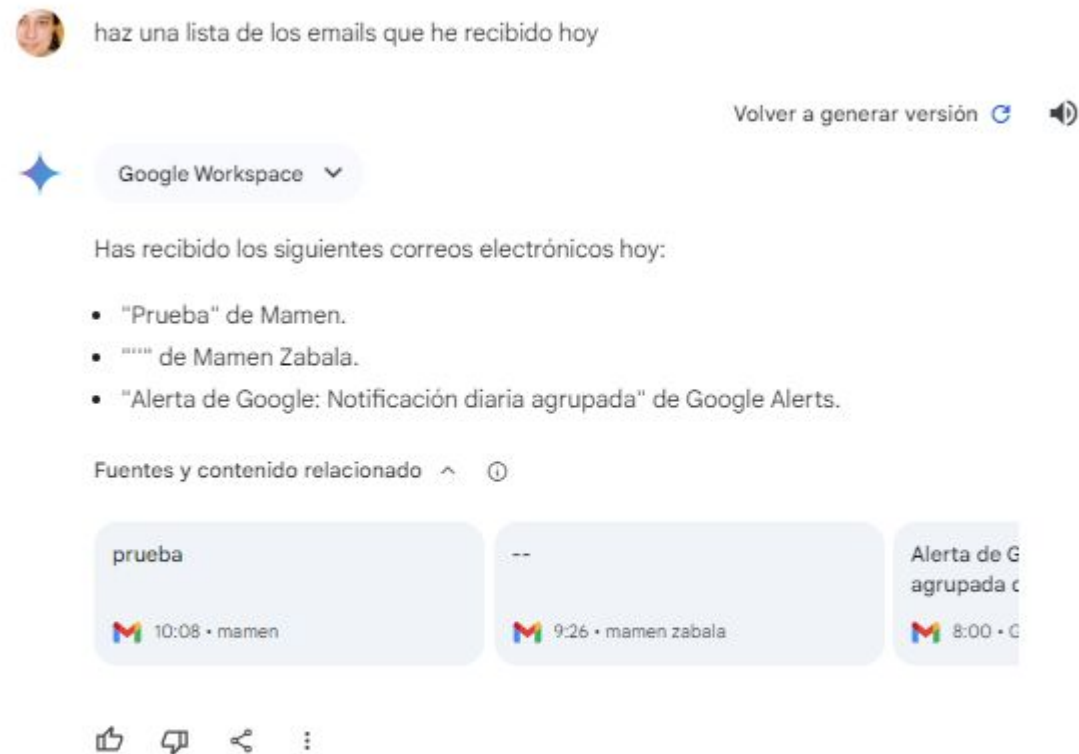 haz una lista de los emails que he recibido hoy
Volver a generar versión
Google Workspace
Has recibido los siguientes correos electrónicos hoy:
• "Prueba" de Mamen.
• """" de Mamen Zabala.
• "Alerta de Google: Notificación diaria agrupada" de Google Alerts.
Fuentes y contenido relacionado
prueba
10:08 • mamen
--
9:26 • mamen zabala
Alerta de G
agrupada
8:00 •